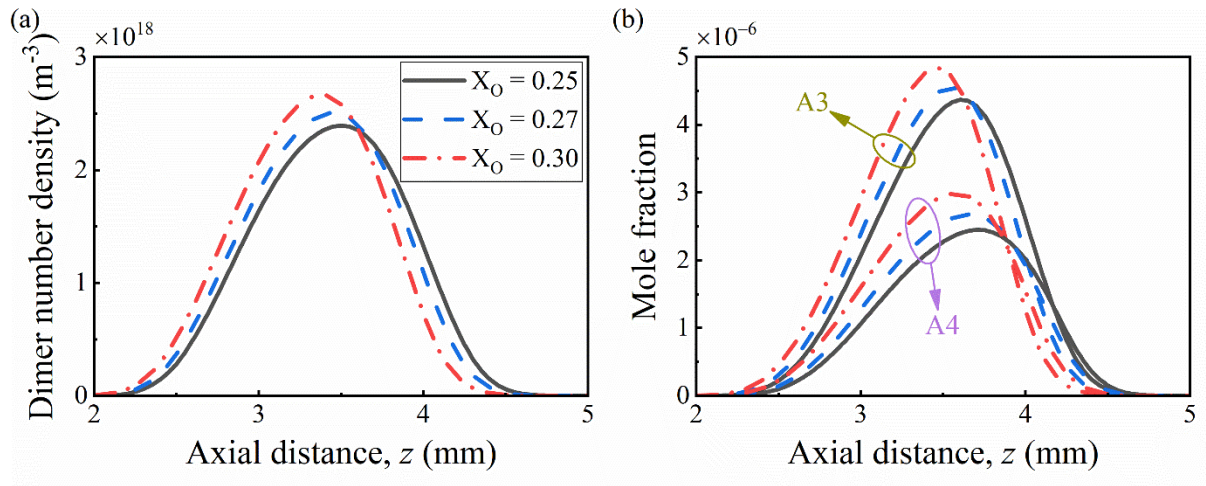 (a)
×10¹⁸
Dimer number density (m⁻³)
3
2
1
0
2 3 4 5
Axial distance, z (mm)
X_O = 0.25
X_O = 0.27
X_O = 0.30
(b)
×10⁻⁶
Mole fraction
5
4
3
2
1
0
2 3 4 5
Axial distance, z (mm)
A3
A4